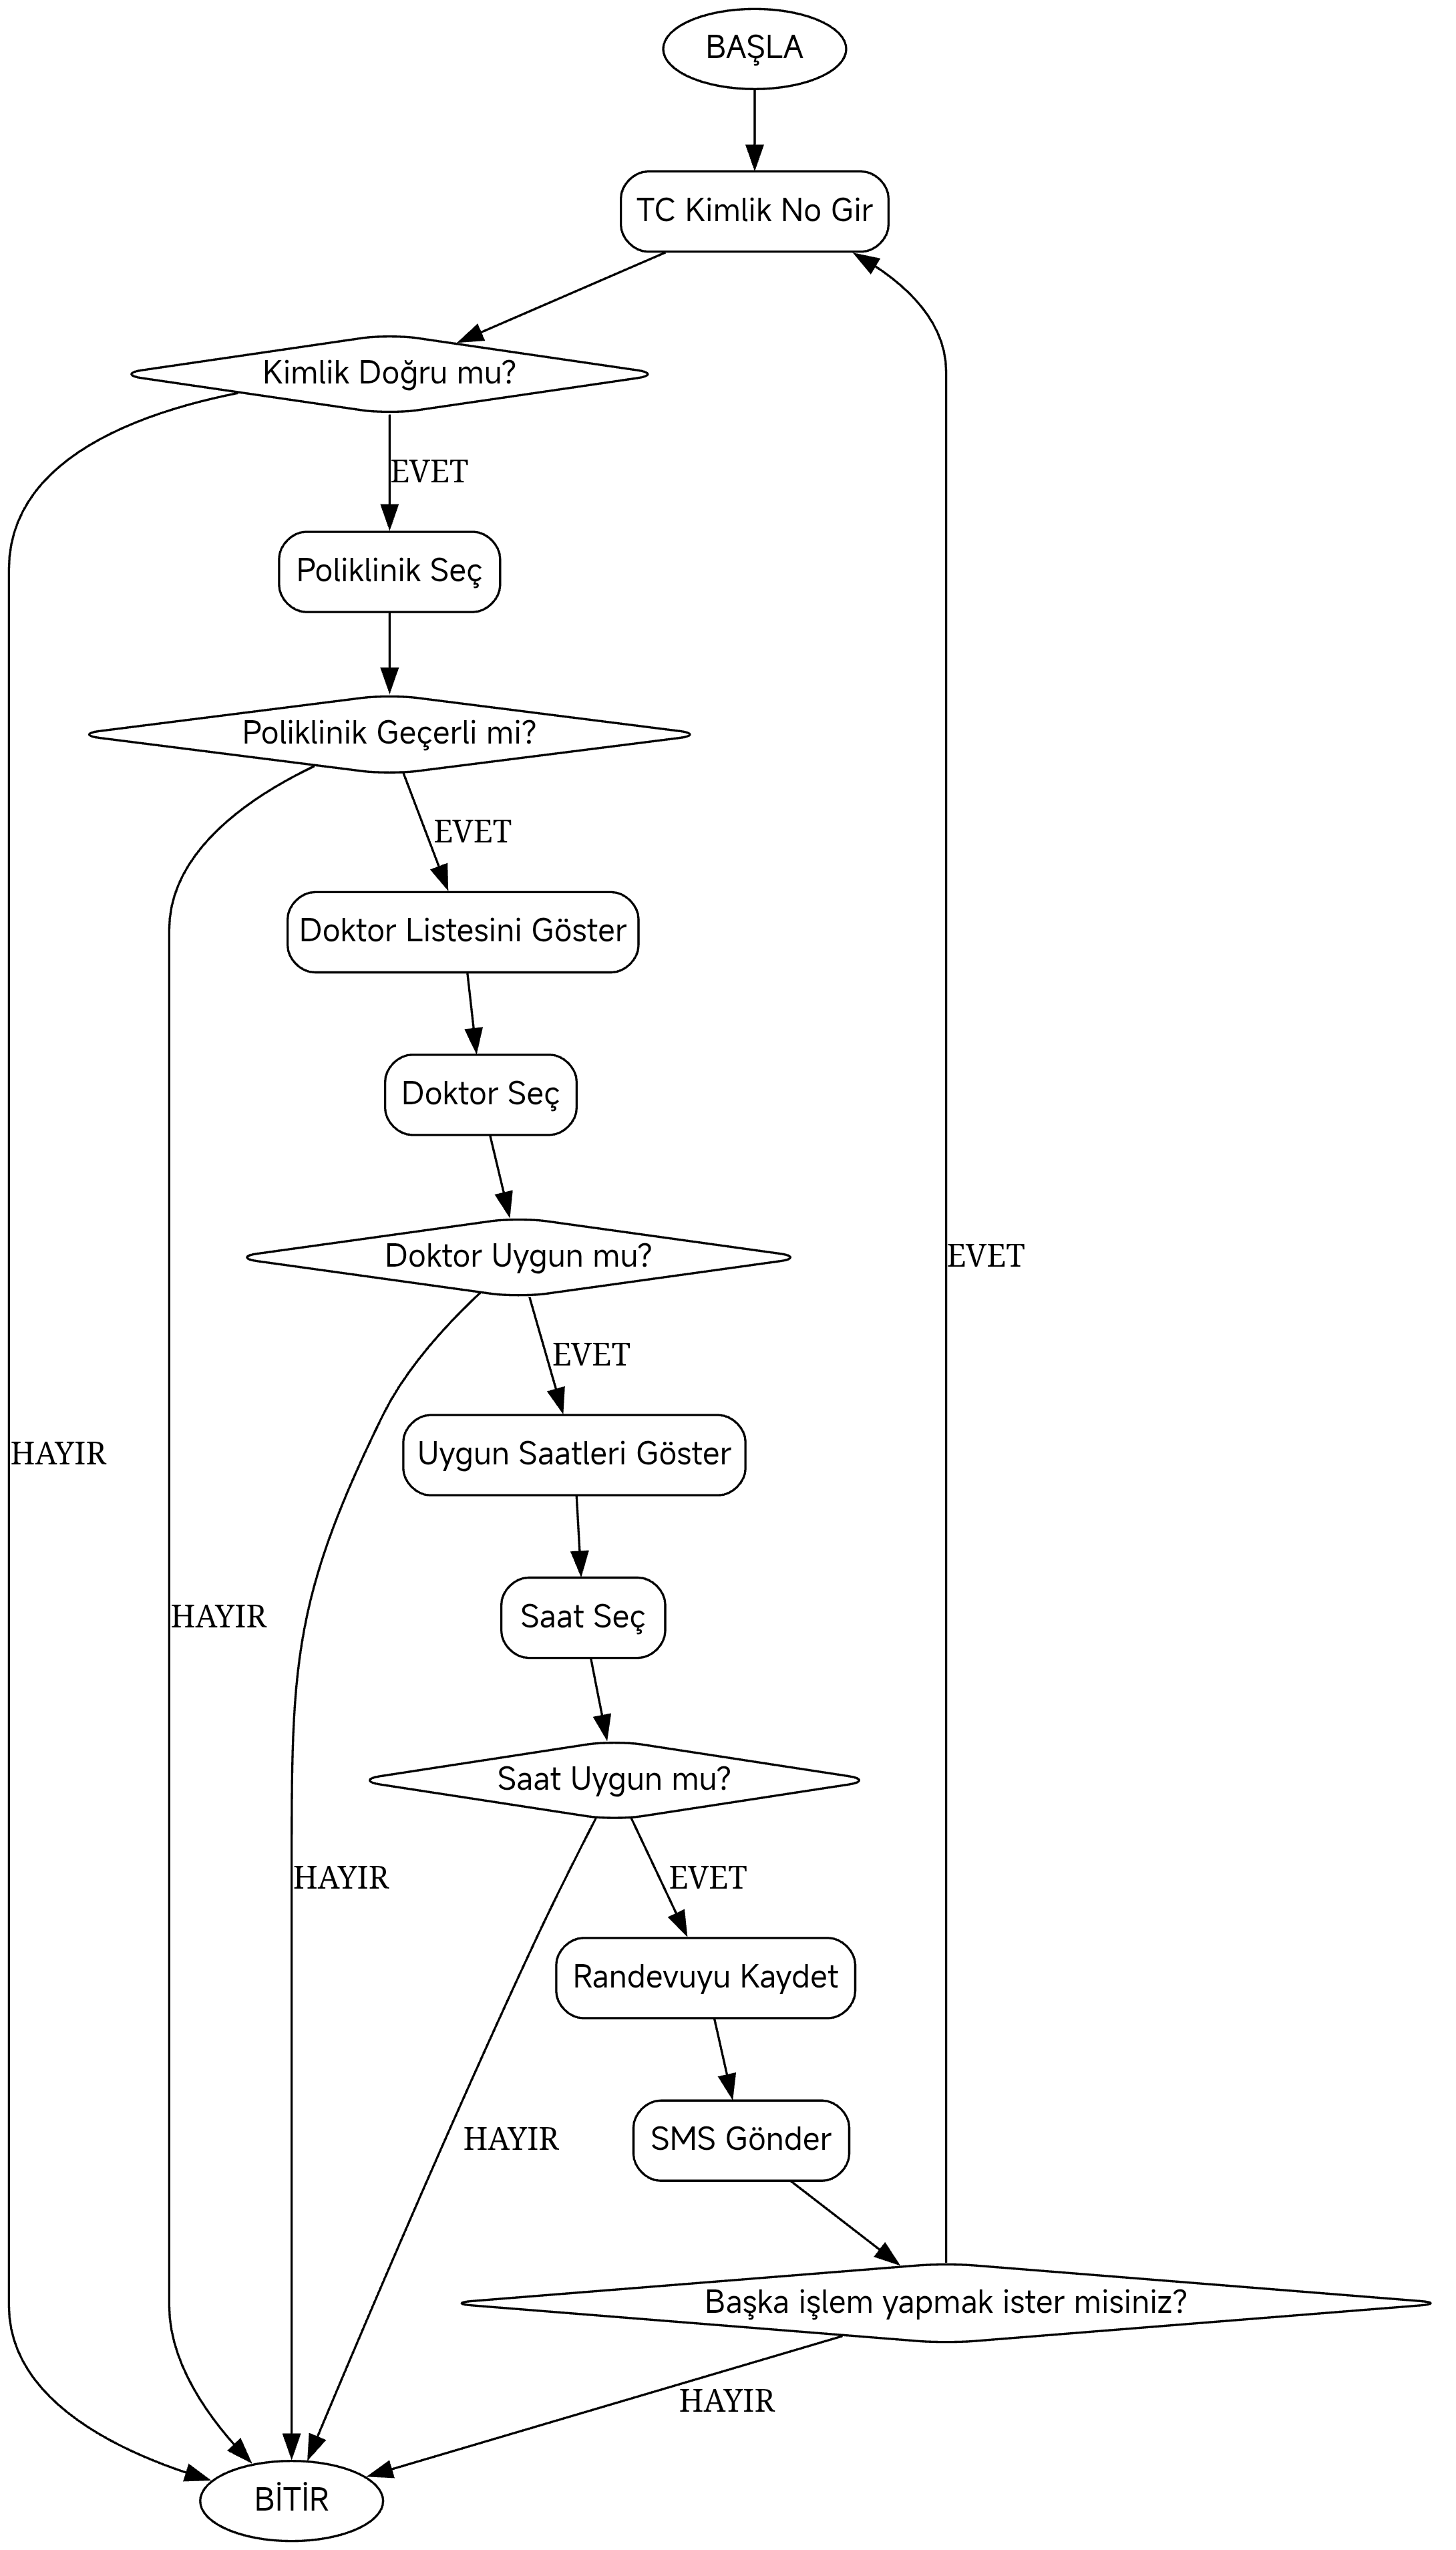 BAŞLA
TC Kimlik No Gir
Kimlik Doğru mu?
EVET
Poliklinik Seç
Poliklinik Geçerli mi?
EVET
Doktor Listesini Göster
Doktor Seç
Doktor Uygun mu?
EVET
EVET
Uygun Saatleri Göster
HAYIR
Saat Seç
HAYIR
Saat Uygun mu?
HAYIR
EVET
Randevuyu Kaydet
SMS Gönder
HAYIR
Başka işlem yapmak ister misiniz?
HAYIR
BİTİR